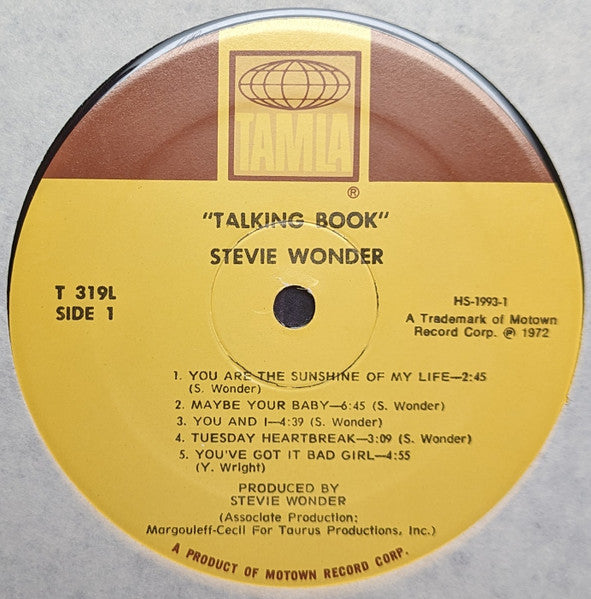 TAMLA
®
"TALKING BOOK"
STEVIE WONDER
T 319L
SIDE 1
HS-1993-1
A Trademark of Motown
Record Corp. ℗ 1972
1. YOU ARE THE SUNSHINE OF MY LIFE—2:45
(S. Wonder)
2. MAYBE YOUR BABY—6:45 (S. Wonder)
3. YOU AND I—4:39 (S. Wonder)
4. TUESDAY HEARTBREAK—3:09 (S. Wonder)
5. YOU'VE GOT IT BAD GIRL—4:55
(Y. Wright)
PRODUCED BY
STEVIE WONDER
(Associate Production:
Margouleff-Cecil For Taurus Productions, Inc.)
A PRODUCT OF MOTOWN RECORD CORP.